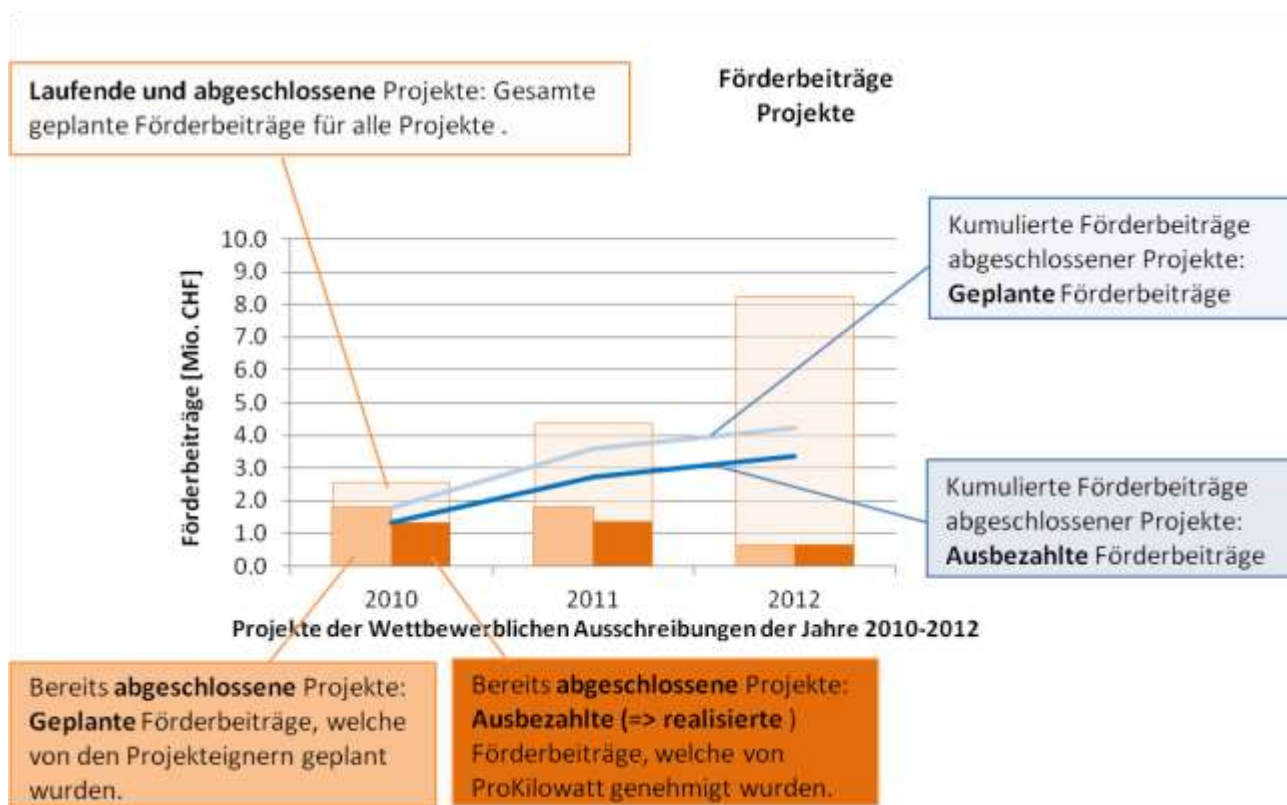 Förderbeiträge
Projekte
Laufende und abgeschlossene Projekte: Gesamte
geplante Förderbeiträge für alle Projekte .
Kumulierte Förderbeiträge
abgeschlossener Projekte:
Geplante Förderbeiträge
Kumulierte Förderbeiträge
abgeschlossener Projekte:
Ausbezahlte Förderbeiträge
Förderbeiträge [Mio. CHF]
10.0
9.0
8.0
7.0
6.0
5.0
4.0
3.0
2.0
1.0
0.0
2010 2011 2012
Projekte der Wettbewerblichen Ausschreibungen der Jahre 2010-2012
Bereits abgeschlossene Projekte:
Geplante Förderbeiträge, welche
von den Projekteignern geplant
wurden.
Bereits abgeschlossene Projekte:
Ausbezahlte (=> realisierte )
Förderbeiträge, welche von
ProKilowatt genehmigt wurden.